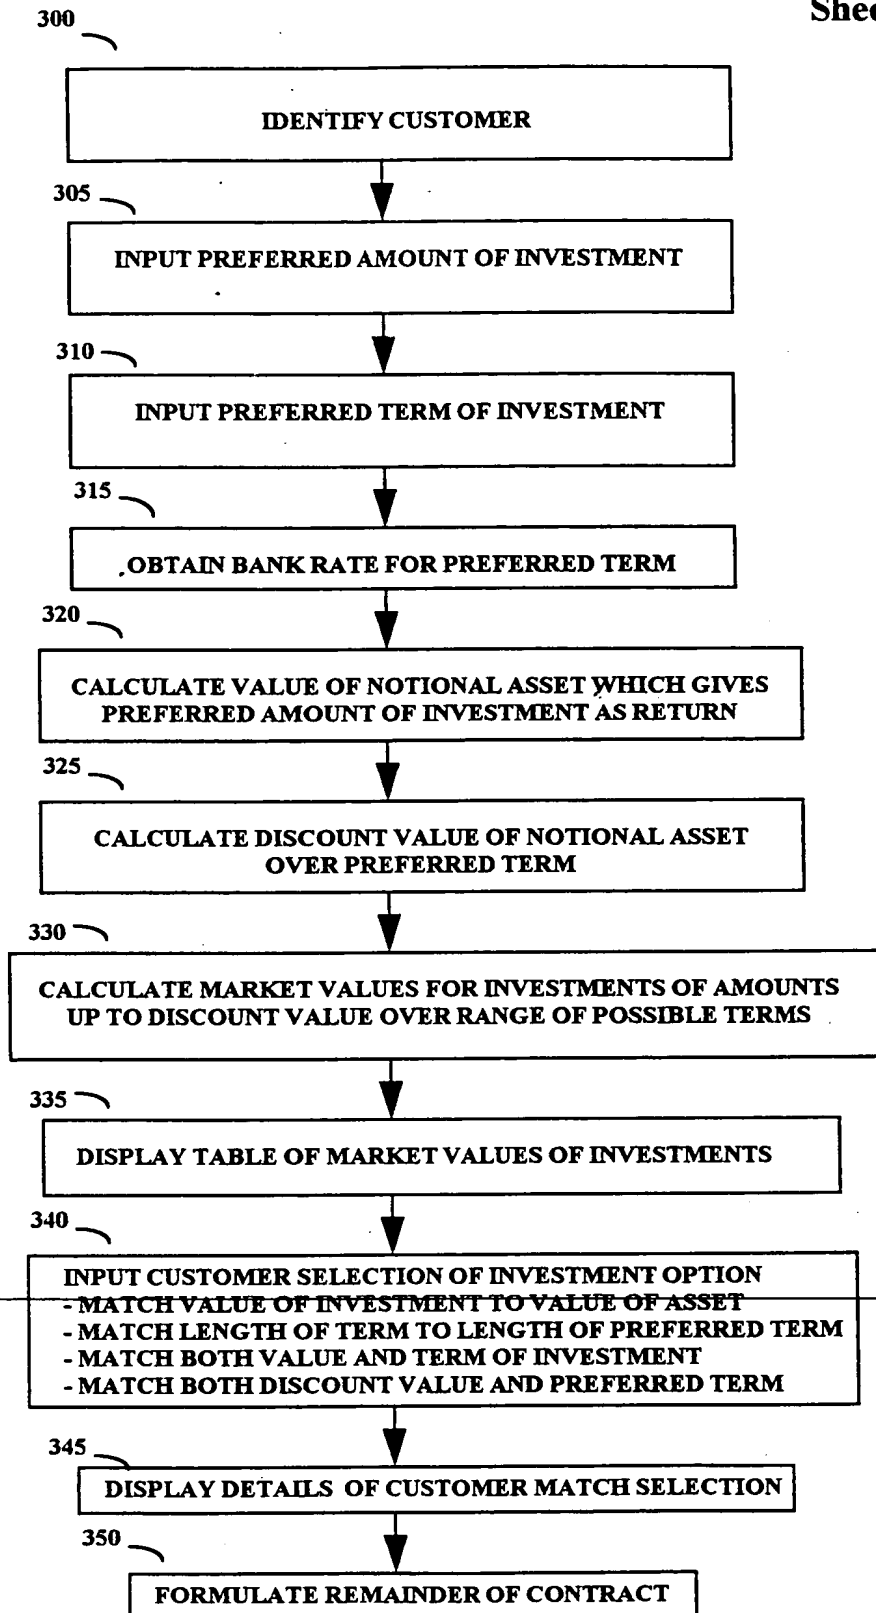 Shee
300
IDENTIFY CUSTOMER
305
INPUT PREFERRED AMOUNT OF INVESTMENT
310
INPUT PREFERRED TERM OF INVESTMENT
315
OBTAIN BANK RATE FOR PREFERRED TERM
320
CALCULATE VALUE OF NOTIONAL ASSET WHICH GIVES
PREFERRED AMOUNT OF INVESTMENT AS RETURN
325
CALCULATE DISCOUNT VALUE OF NOTIONAL ASSET
OVER PREFERRED TERM
330
CALCULATE MARKET VALUES FOR INVESTMENTS OF AMOUNTS
UP TO DISCOUNT VALUE OVER RANGE OF POSSIBLE TERMS
335
DISPLAY TABLE OF MARKET VALUES OF INVESTMENTS
340
INPUT CUSTOMER SELECTION OF INVESTMENT OPTION
- MATCH VALUE OF INVESTMENT TO VALUE OF ASSET
- MATCH LENGTH OF TERM TO LENGTH OF PREFERRED TERM
- MATCH BOTH VALUE AND TERM OF INVESTMENT
- MATCH BOTH DISCOUNT VALUE AND PREFERRED TERM
345
DISPLAY DETAILS OF CUSTOMER MATCH SELECTION
350
FORMULATE REMAINDER OF CONTRACT